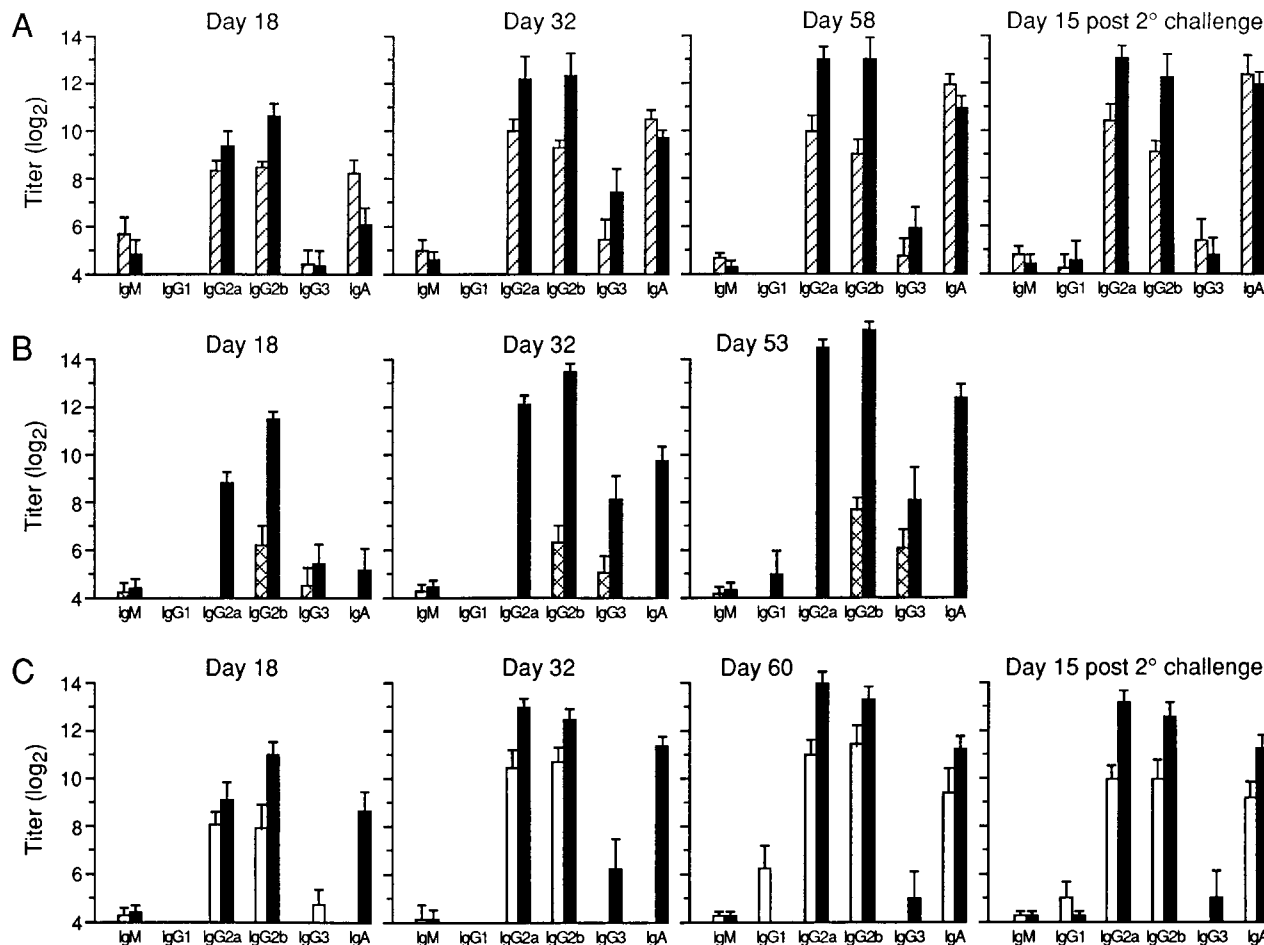 A
Day 18
Day 32
Day 58
Day 15 post 2° challenge
Titer (log2)
14
12
10
8
6
4
IgM IgG1 IgG2a IgG2b IgG3 IgA
IgM IgG1 IgG2a IgG2b IgG3 IgA
IgM IgG1 IgG2a IgG2b IgG3 IgA
IgM IgG1 IgG2a IgG2b IgG3 IgA
B
Day 18
Day 32
Day 53
Titer (log2)
14
12
10
8
6
4
IgM IgG1 IgG2a IgG2b IgG3 IgA
IgM IgG1 IgG2a IgG2b IgG3 IgA
IgM IgG1 IgG2a IgG2b IgG3 IgA
C
Day 18
Day 32
Day 60
Day 15 post 2° challenge
Titer (log2)
14
12
10
8
6
4
IgM IgG1 IgG2a IgG2b IgG3 IgA
IgM IgG1 IgG2a IgG2b IgG3 IgA
IgM IgG1 IgG2a IgG2b IgG3 IgA
IgM IgG1 IgG2a IgG2b IgG3 IgA